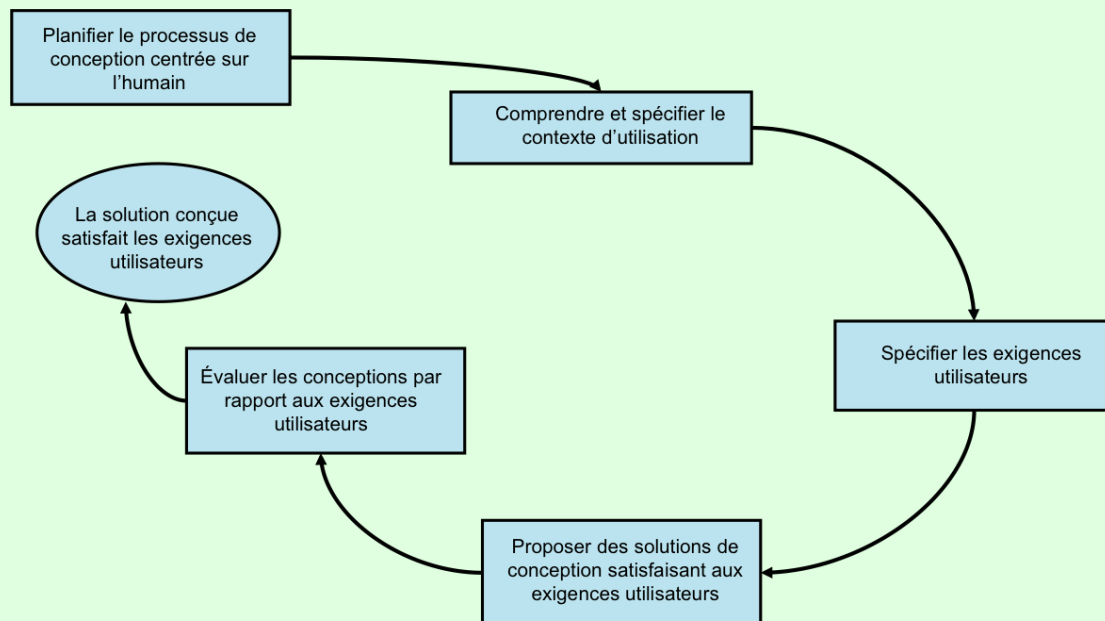 Planifier le processus de
conception centrée sur
l'humain
Comprendre et spécifier le
contexte d'utilisation
Spécifier les exigences
utilisateurs
Proposer des solutions de
conception satisfaisant aux
exigences utilisateurs
Évaluer les conceptions par
rapport aux exigences
utilisateurs
La solution conçue
satisfait les exigences
utilisateurs